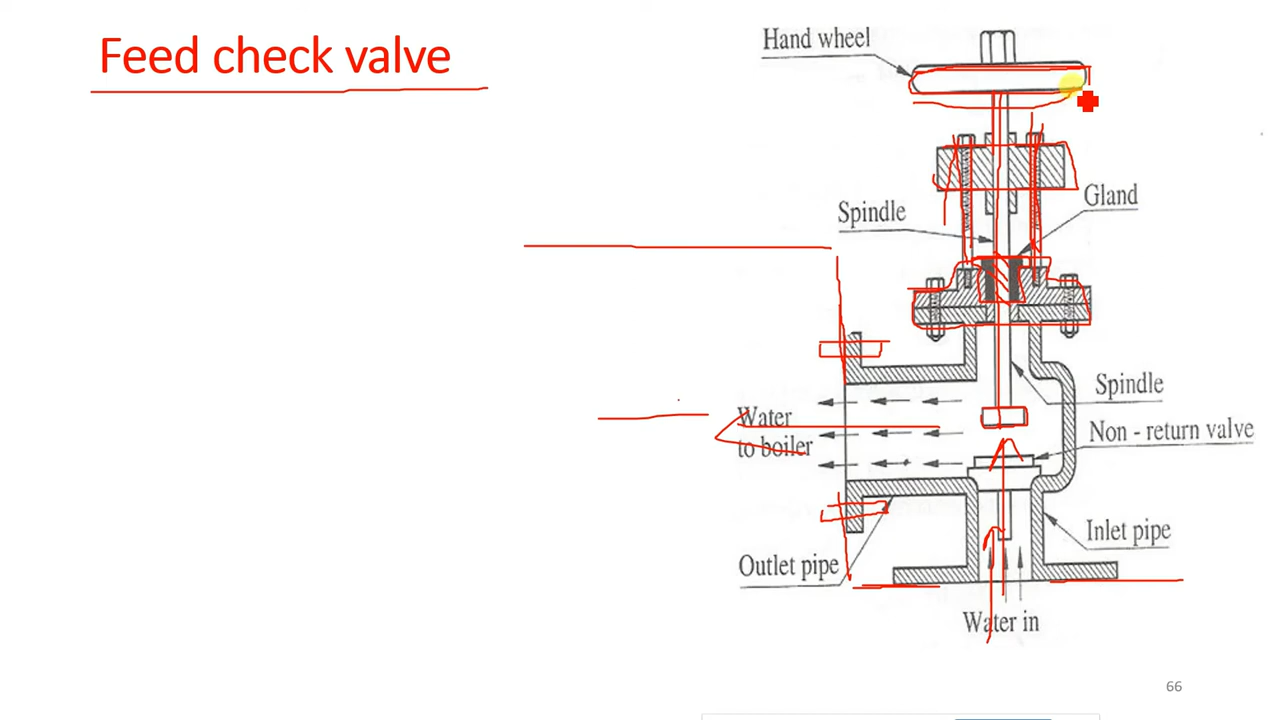 Feed check valve
Hand wheel
Gland
Spindle
Spindle
Water
to boiler
Non - return valve
Inlet pipe
Outlet pipe
Water in
66